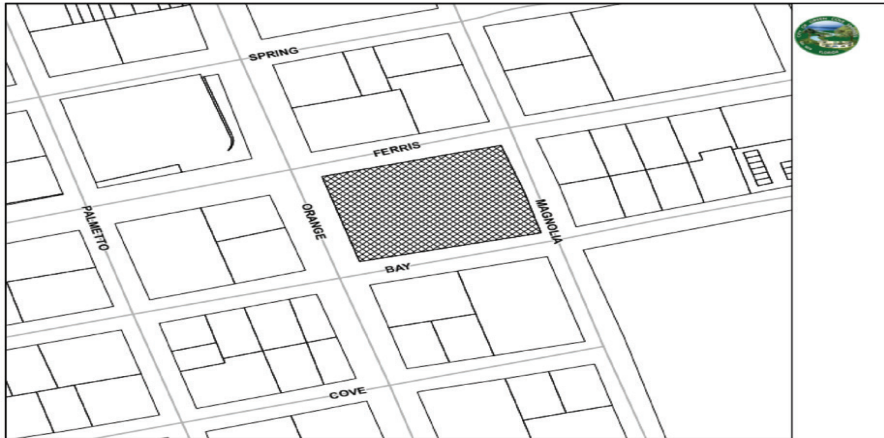 SPRING
FERRIS
PALMETTO
ORANGE
MAGNOLIA
BAY
COVE